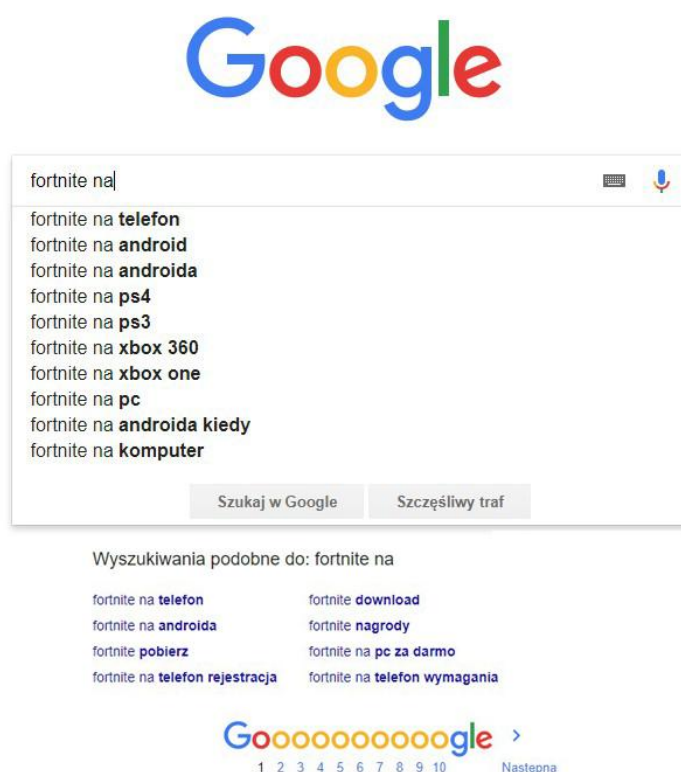 Google
fortnite na
fortnite na telefon
fortnite na android
fortnite na androida
fortnite na ps4
fortnite na ps3
fortnite na xbox 360
fortnite na xbox one
fortnite na pc
fortnite na androida kiedy
fortnite na komputer
Szukaj w Google Szczęśliwy traf
Wyszukiwania podobne do: fortnite na
fortnite na telefon fortnite download
fortnite na androida fortnite nagrody
fortnite pobierz fortnite na pc za darmo
fortnite na telefon rejestracja fortnite na telefon wymagania
Goooooooooogle >
1 2 3 4 5 6 7 8 9 10 Następna